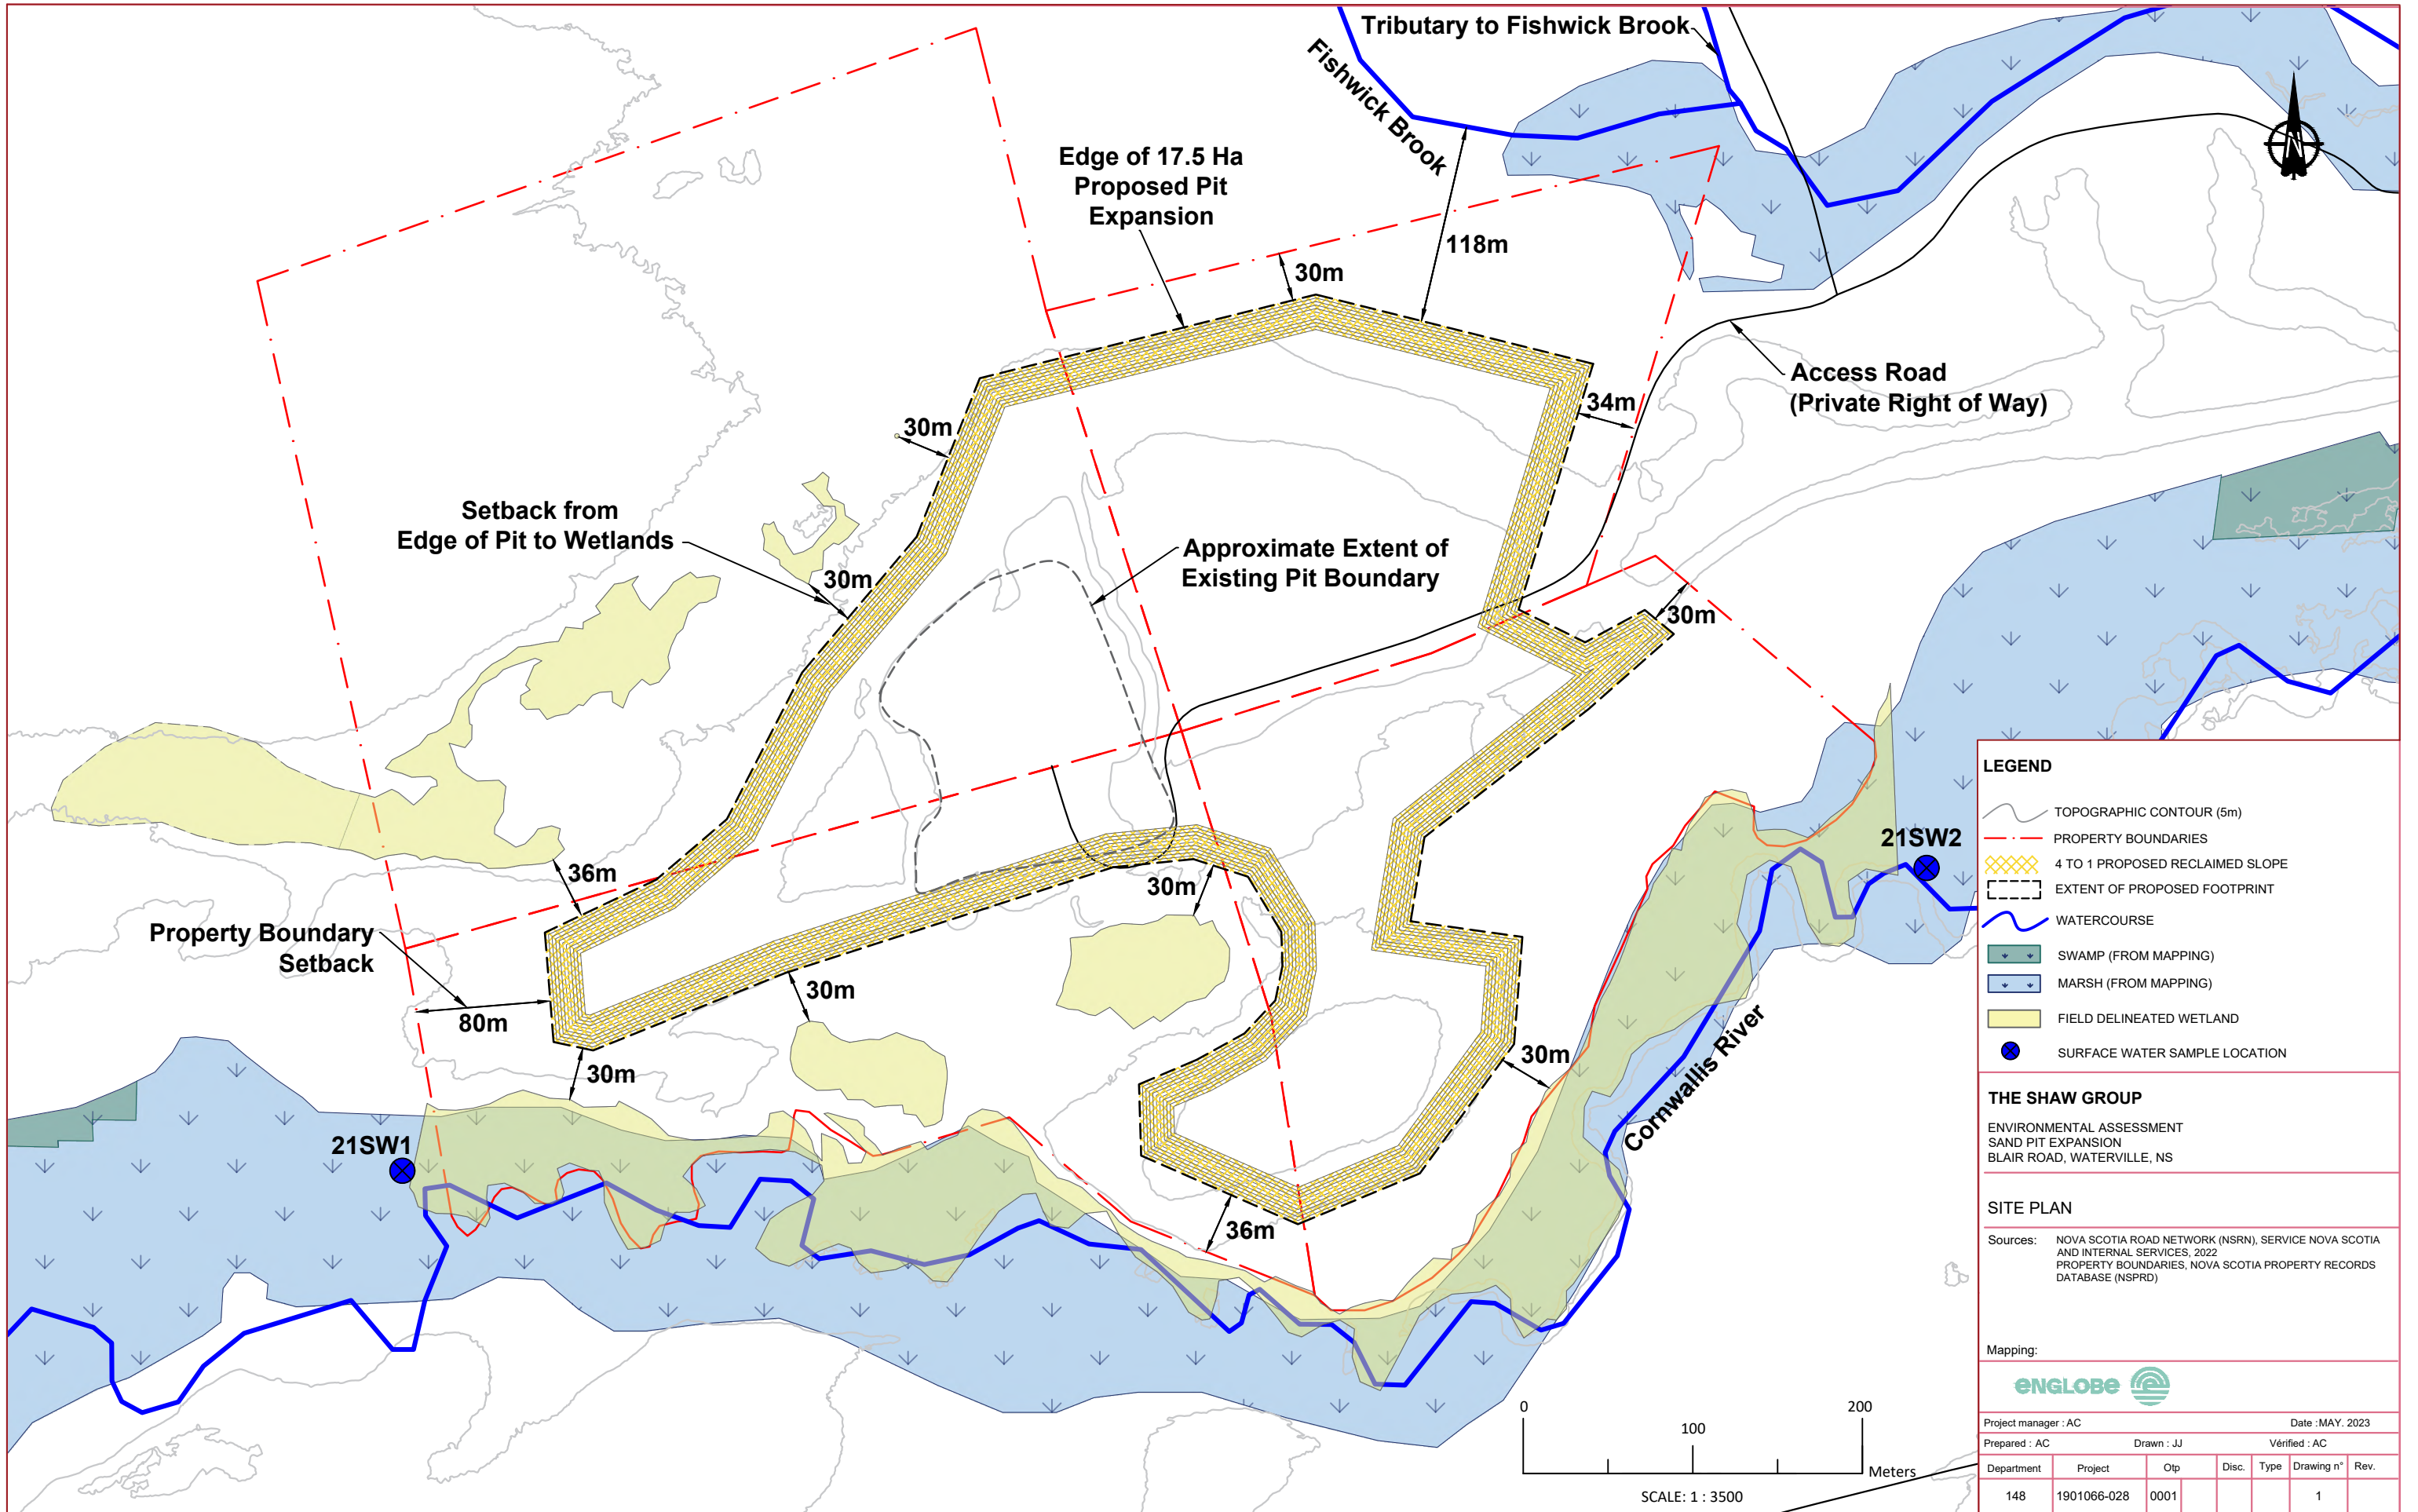 Tributary to Fishwick Brook
Fishwick Brook
Edge of 17.5 Ha
Proposed Pit
Expansion
118m
30m
N
Access Road
(Private Right of Way)
34m
30m
Setback from
Edge of Pit to Wetlands
30m
Approximate Extent of
Existing Pit Boundary
30m
36m
30m
Property Boundary
Setback
80m
30m
30m
30m
Cornwallis River
21SW1
21SW2
36m
0
100
200
Meters
SCALE: 1 : 3500
LEGEND
TOPOGRAPHIC CONTOUR (5m)
PROPERTY BOUNDARIES
4 TO 1 PROPOSED RECLAIMED SLOPE
EXTENT OF PROPOSED FOOTPRINT
WATERCOURSE
SWAMP (FROM MAPPING)
MARSH (FROM MAPPING)
FIELD DELINEATED WETLAND
SURFACE WATER SAMPLE LOCATION
THE SHAW GROUP
ENVIRONMENTAL ASSESSMENT
SAND PIT EXPANSION
BLAIR ROAD, WATERVILLE, NS
SITE PLAN
Sources: NOVA SCOTIA ROAD NETWORK (NSRN), SERVICE NOVA SCOTIA
AND INTERNAL SERVICES, 2022
PROPERTY BOUNDARIES, NOVA SCOTIA PROPERTY RECORDS
DATABASE (NSPRD)
Mapping:
ENGLOBE
Project manager : AC Date :MAY. 2023
Prepared : AC Drawn : JJ Vérified : AC
Department Project Otp Disc. Type Drawing n° Rev.
148 1901066-028 0001 1